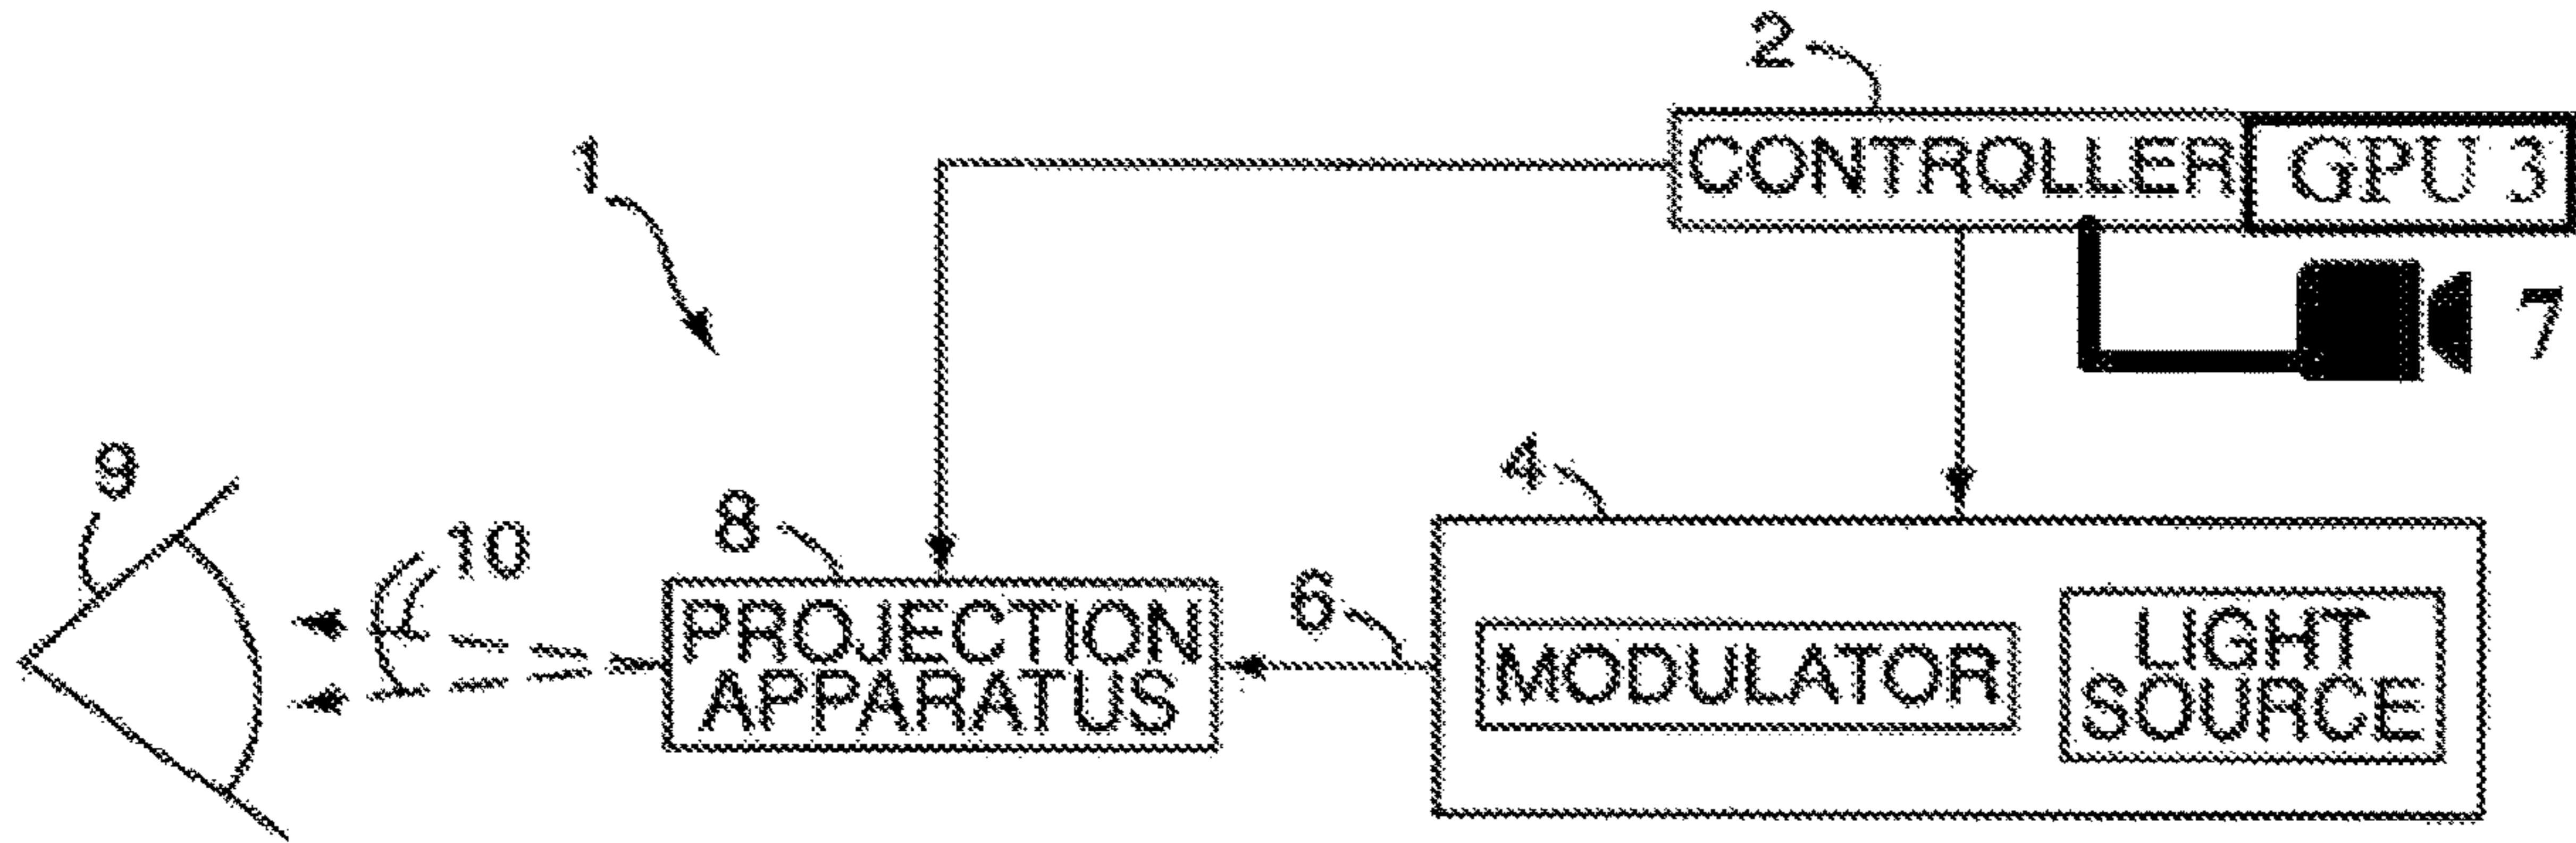 2
CONTROLLER
GPU 3
1
7
9
10
8
4
6
PROJECTION
APPARATUS
MODULATOR
LIGHT
SOURCE